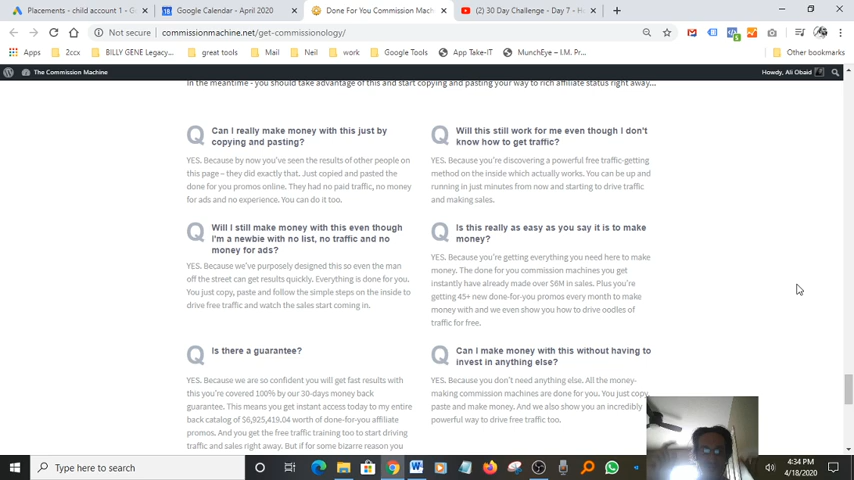 Placements - child account 1 - G
Google Calendar - April 2020
Done For You Commission Mach
(2) 30 Day Challenge - Day 7 - In
Not secure
commissionmachine.net/get-commissionology/
Apps
2ccx
BILLY GENE Legacy...
great tools
Mail
Neil
work
Google Tools
App Take-IT
MunchEye – I.M. Pr...
Other bookmarks
The Commission Machine
Howdy, Ali Obaid
In the meantime - you should take advantage of this and start copying and pasting your way to rich affiliate status right away...
Q Can I really make money with this just by
copying and pasting?
YES. Because by now you've seen the results of other people on
this page – they did exactly that. Just copied and pasted the
done for you promos online. They had no paid traffic, no money
for ads and no experience. You can do it too.
Q Will this still work for me even though I don't
know how to get traffic?
YES. Because you're discovering a powerful free traffic-getting
method on the inside which actually works. You can be up and
running in just minutes from now and starting to drive traffic
and making sales.
Q Will I still make money with this even though
I'm a newbie with no list, no traffic and no
money for ads?
YES. Because we've purposely designed this so even the man
off the street can get results quickly. Everything is done for you.
You just copy, paste and follow the simple steps on the inside to
drive free traffic and watch the sales start coming in.
Q Is this really as easy as you say it is to make
money?
YES. Because you're getting everything you need here to make
money. The done for you commission machines you get
instantly have already made over $6M in sales. Plus you're
getting 45+ new done-for-you promos every month to make
money with and we even show you how to drive oodles of
traffic for free.
Q Is there a guarantee?
YES. Because we are so confident you will get fast results with
this you're covered 100% by our 30-days money back
guarantee. This means you get instant access today to my entire
back catalog of $6,925,419.04 worth of done-for-you affiliate
promos. And you get the free traffic training too to start driving
traffic and sales right away. But if for some bizarre reason you
Q Can I make money with this without having to
invest in anything else?
YES. Because you don't need anything else. All the money-
making commission machines are done for you. You just copy,
paste and make money. And we also show you an incredibly
powerful way to drive free traffic too.
Type here to search
4:34 PM
4/18/2020